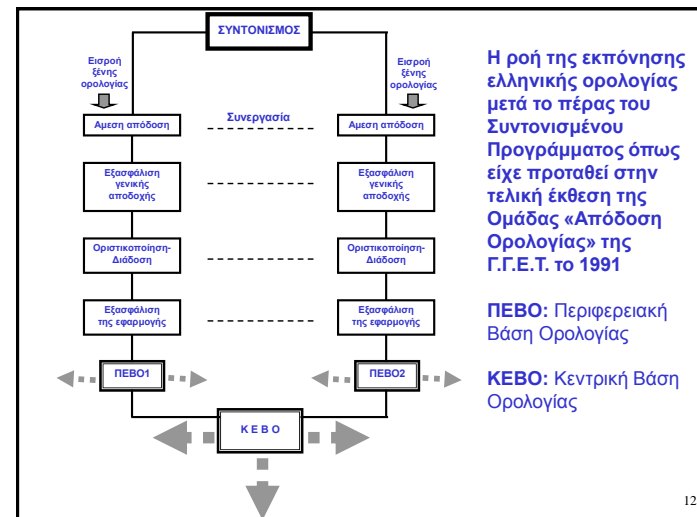 ΣΥΝΤΟΝΙΣΜΟΣ
Εισροή
ξένης
ορολογίας
Αμεση απόδοση
Εξασφάλιση
γενικής
αποδοχής
Οριστικοποίηση-
Διάδοση
Εξασφάλιση
της εφαρμογής
ΠΕΒΟ1
Συνεργασία
Εισροή
ξένης
ορολογίας
Αμεση απόδοση
Εξασφάλιση
γενικής
αποδοχής
Οριστικοποίηση-
Διάδοση
Εξασφάλιση
της εφαρμογής
ΠΕΒΟ2
Κ Ε Β Ο
Η ροή της εκπόνησης
ελληνικής ορολογίας
μετά το πέρας του
Συντονισμένου
Προγράμματος όπως
είχε προταθεί στην
τελική έκθεση της
Ομάδας «Απόδοση
Ορολογίας» της
Γ.Γ.Ε.Τ. το 1991
ΠΕΒΟ: Περιφερειακή
Βάση Ορολογίας
ΚΕΒΟ: Κεντρική Βάση
Ορολογίας
12